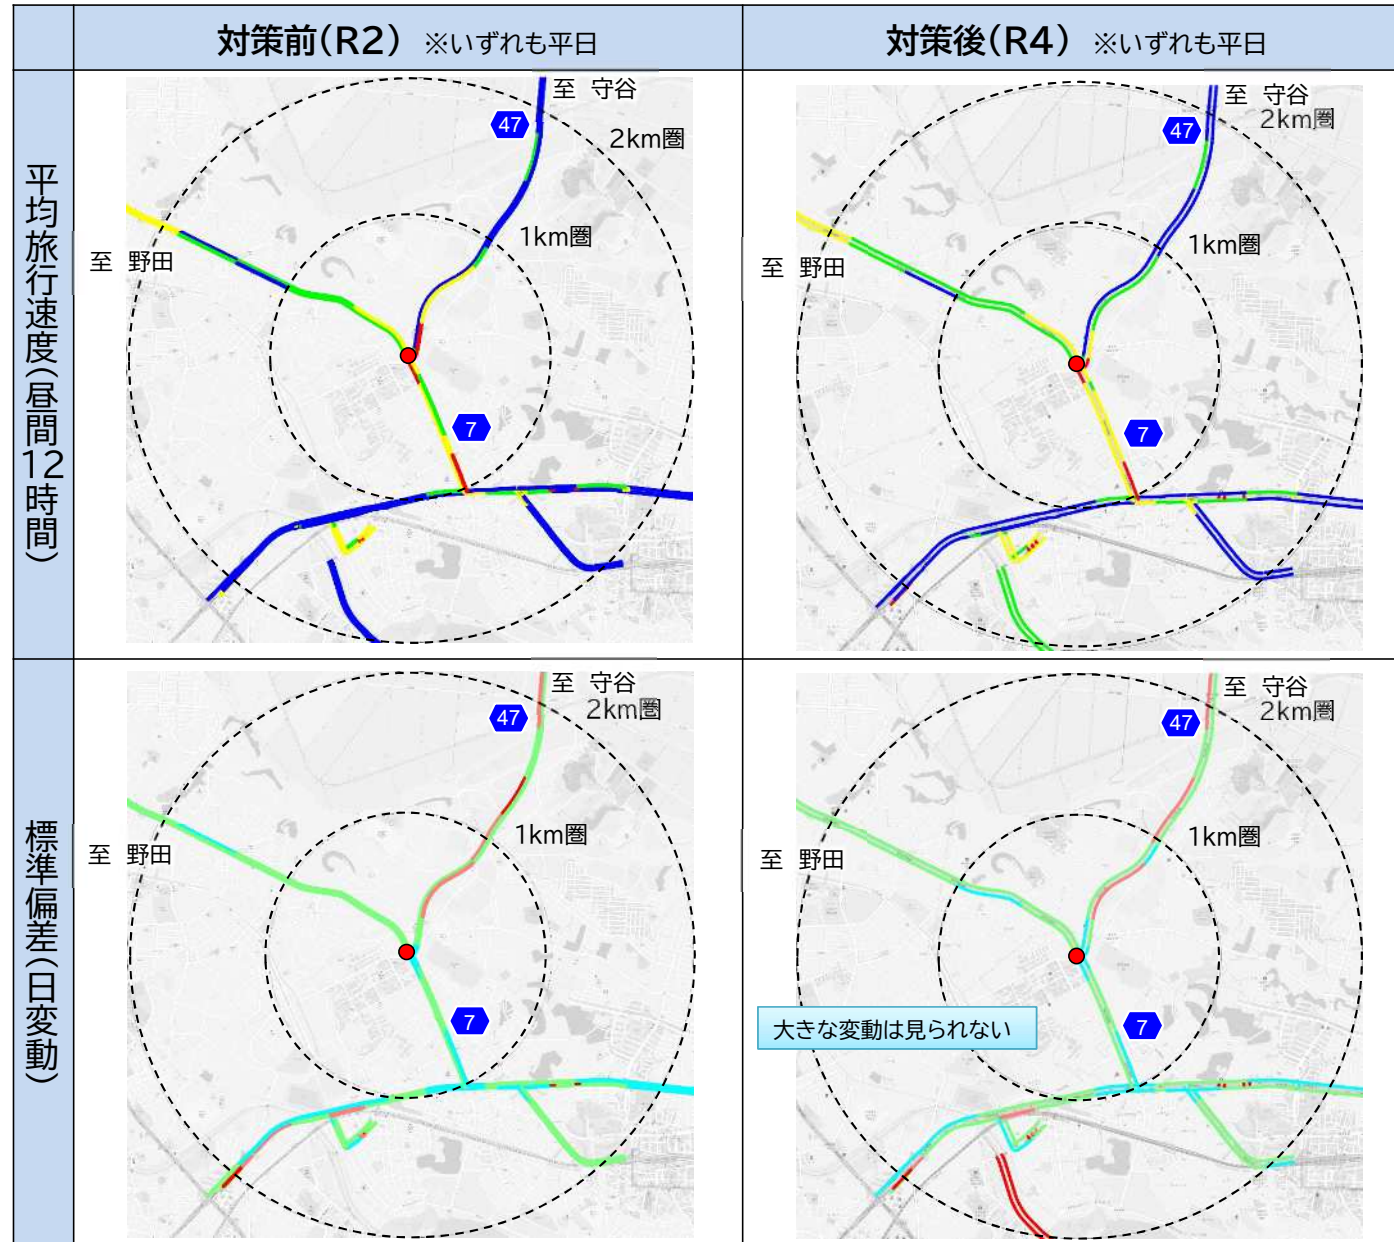 対策前(R2) ※いずれも平日
対策後(R4) ※いずれも平日
平均旅行速度(昼間12時間)
至 守谷
47
2km圏
1km圏
至 野田
7
至 守谷
47
2km圏
1km圏
至 野田
7
標準偏差(日変動)
至 守谷
47
2km圏
1km圏
至 野田
7
至 守谷
47
2km圏
1km圏
至 野田
大きな変動は見られない
7